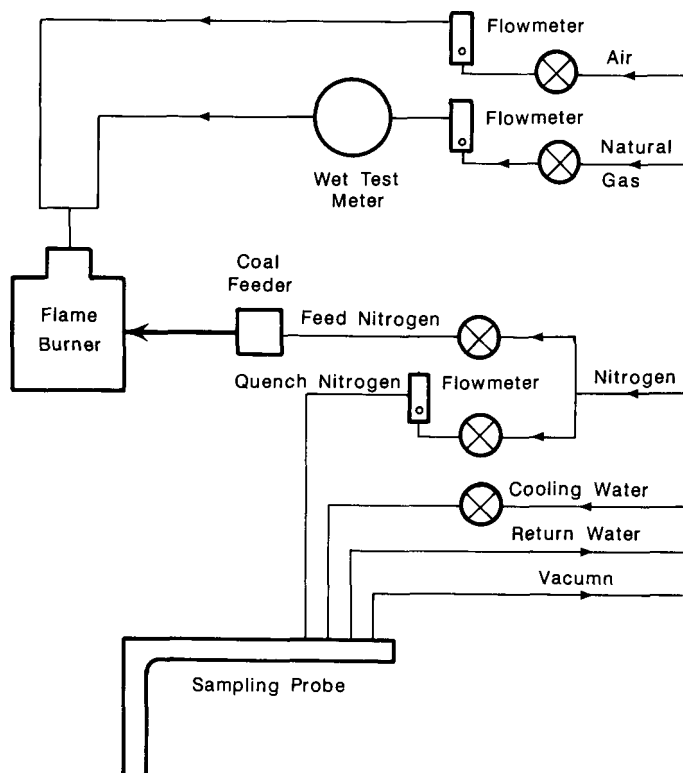 Flowmeter
Air
Flowmeter
Natural
Gas
Wet Test
Meter
Coal
Feeder
Flame
Burner
Feed Nitrogen
Nitrogen
Quench Nitrogen
Flowmeter
Cooling Water
Return Water
Vacumn
Sampling Probe